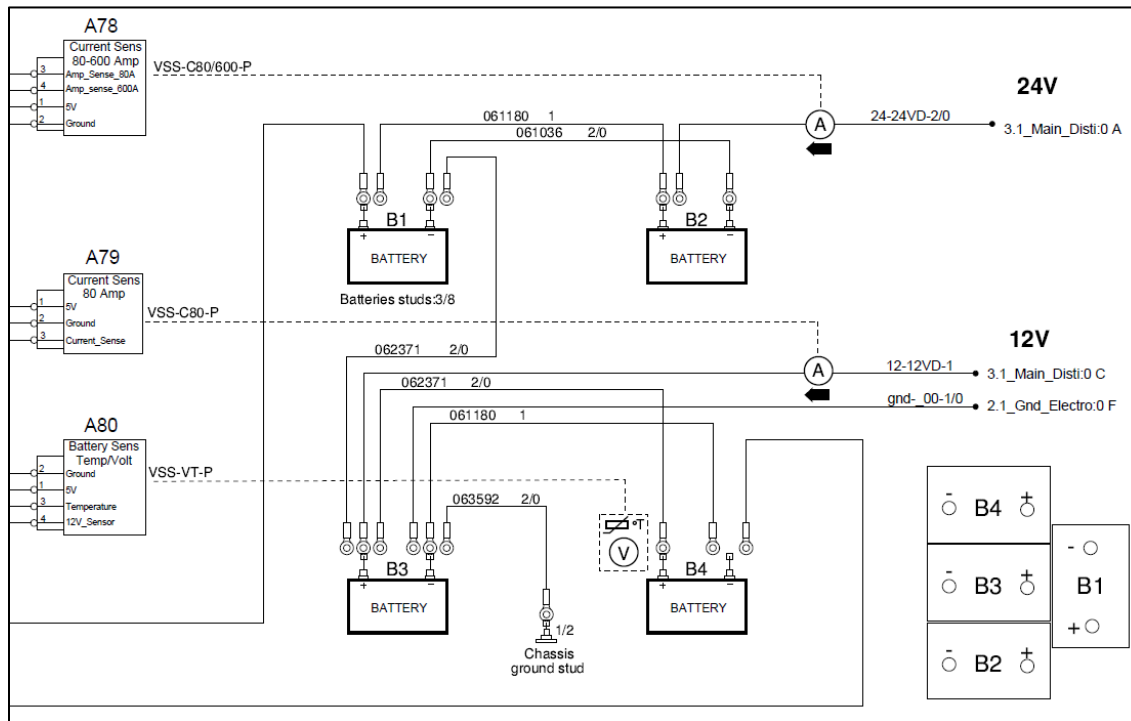 A78
Current Sens
80-600 Amp
3 Amp_Sense_80A
4 Amp_sense_600A
1 5V
2 Ground
VSS-C80/600-P
24V
061180 1
061036 2/0
A
24-24VD-2/0
3.1_Main_Disti:0 A
B1
+ −
BATTERY
B2
+ −
BATTERY
Batteries studs:3/8
A79
Current Sens
80 Amp
1 5V
2 Ground
3 Current_Sense
VSS-C80-P
12V
062371 2/0
A
12-12VD-1
3.1_Main_Disti:0 C
062371 2/0
gnd-_00-1/0
2.1_Gnd_Electro:0 F
061180 1
A80
Battery Sens
Temp/Volt
2 Ground
1 5V
3 Temperature
4 12V_Sensor
VSS-VT-P
063592 2/0
°T
V
B3
+ −
BATTERY
B4
+ −
BATTERY
1/2
Chassis
ground stud
- B4 +
- B3 +
- B2 +
-
B1
+